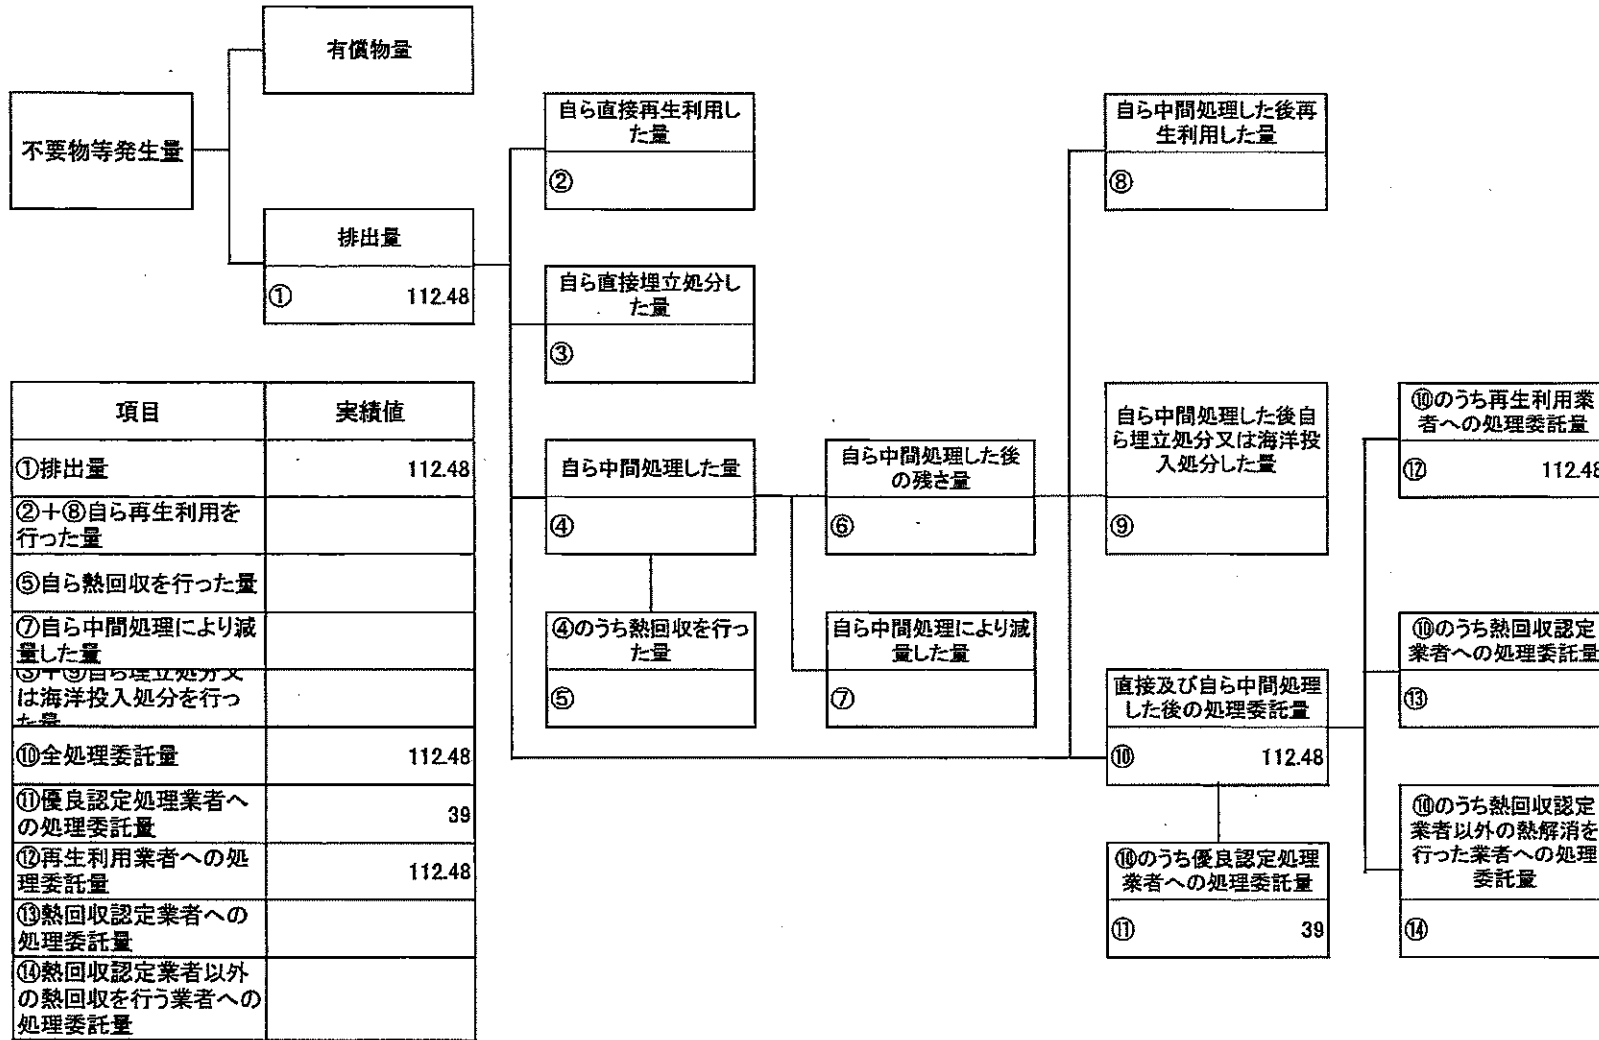 有償物量
不要物等発生量
排出量
① 112.48
自ら直接再生利用し
た量
②
自ら直接埋立処分し
た量
③
自ら中間処理した量
④
④のうち熱回収を行っ
た量
⑤
自ら中間処理した後
の残さ量
⑥
自ら中間処理により減
量した量
⑦
自ら中間処理した後再
生利用した量
⑧
自ら中間処理した後自
ら埋立処分又は海洋投
入処分した量
⑨
直接及び自ら中間処理
した後の処理委託量
⑩ 112.48
⑩のうち優良認定処理
業者への処理委託量
⑪ 39
⑩のうち再生利用業
者への処理委託量
⑫ 112.48
⑩のうち熱回収認定
業者への処理委託量
⑬
⑩のうち熱回収認定
業者以外の熱解消を
行った業者への処理
委託量
⑭
項目 実績値
①排出量 112.48
②+⑧自ら再生利用を
行った量
⑤自ら熱回収を行った量
⑦自ら中間処理により減
量した量
③+⑨自ら埋立処分又
は海洋投入処分を行っ
た量
⑩全処理委託量 112.48
⑪優良認定処理業者へ
の処理委託量 39
⑫再生利用業者への処
理委託量 112.48
⑬熱回収認定業者への
処理委託量
⑭熱回収認定業者以外
の熱回収を行う業者への
処理委託量